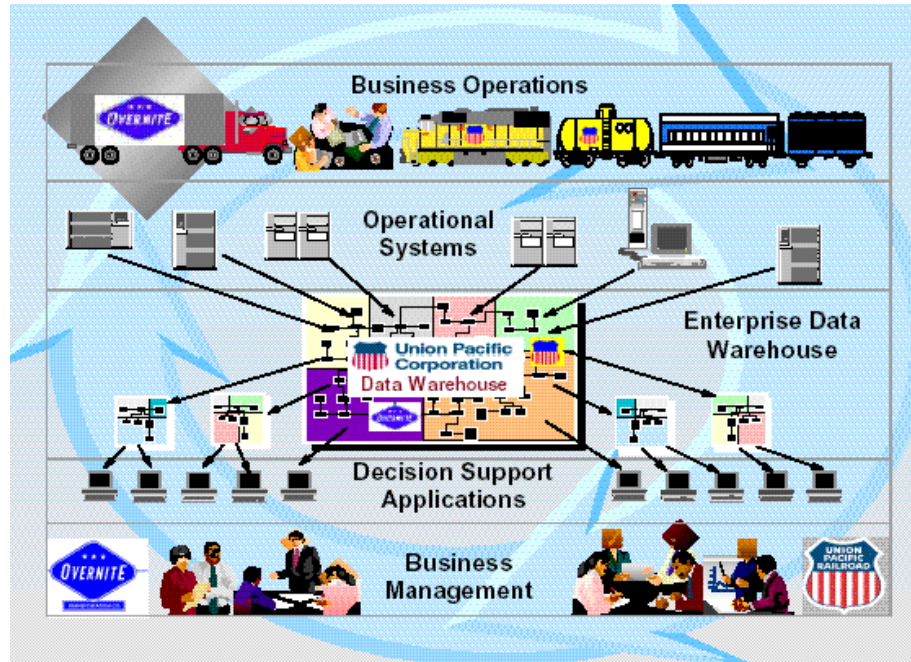 Business Operations
OVERNITE
Operational
Systems
Enterprise Data
Warehouse
Union Pacific
Corporation
Data Warehouse
OVERNITE
Decision Support
Applications
Business
Management
OVERNITE
UNION
PACIFIC
RAILROAD